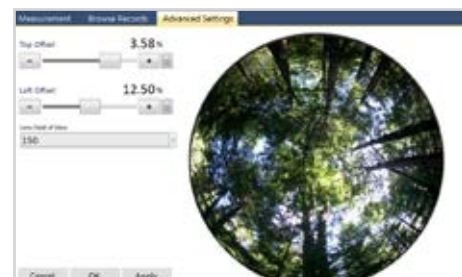 Measurement Browse Records Advanced Settings
Top Offset: 3.58 %
- +
Left Offset: 12.50 %
- +
Lens Field of View
150
Cancel OK Apply